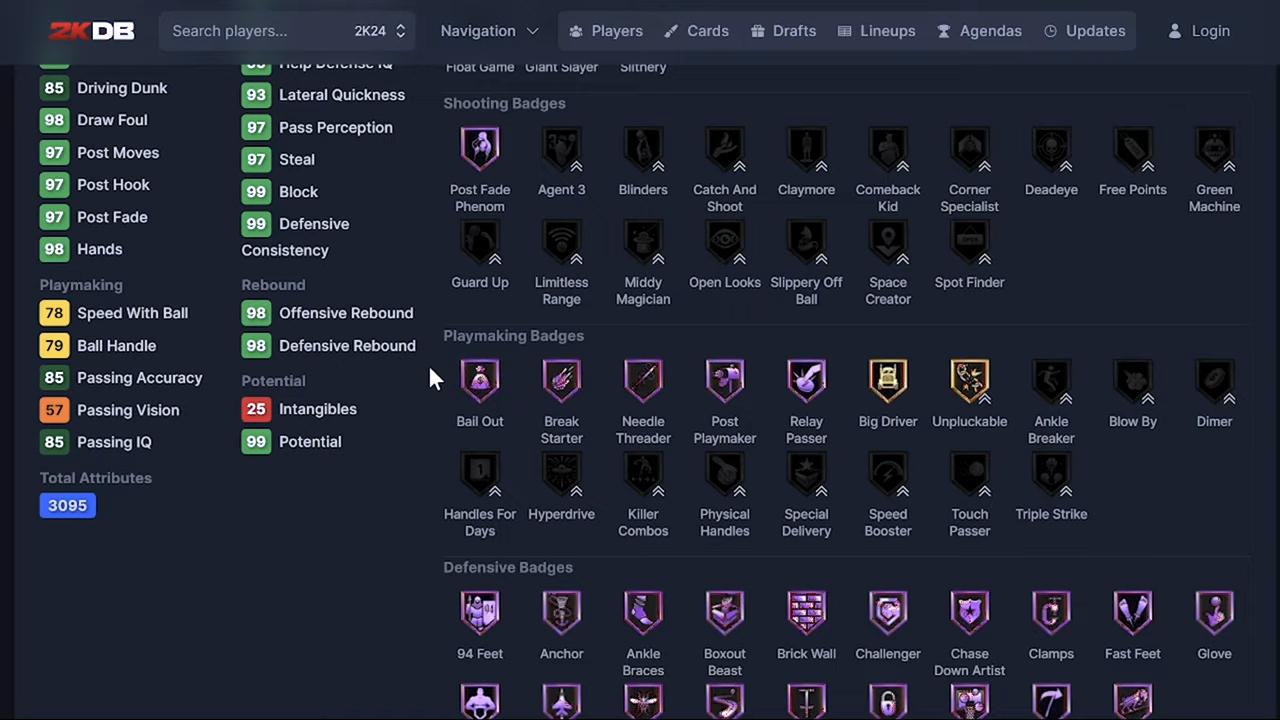 2KDB
Search players...
2K24
Navigation
Players
Cards
Drafts
Lineups
Agendas
Updates
Login
85 Driving Dunk
98 Draw Foul
97 Post Moves
97 Post Hook
97 Post Fade
98 Hands
Playmaking
78 Speed With Ball
79 Ball Handle
85 Passing Accuracy
57 Passing Vision
85 Passing IQ
Total Attributes
3095
Help Defense IQ
93 Lateral Quickness
97 Pass Perception
97 Steal
99 Block
99 Defensive
Consistency
Rebound
98 Offensive Rebound
98 Defensive Rebound
Potential
25 Intangibles
99 Potential
Float Game Giant Slayer Slithery
Shooting Badges
Post Fade
Phenom
Agent 3
Blinders
Catch And
Shoot
Claymore
Comeback
Kid
Corner
Specialist
Deadeye
Free Points
Green
Machine
Guard Up
Limitless
Range
Middy
Magician
Open Looks
Slippery Off
Ball
Space
Creator
Spot Finder
Playmaking Badges
Bail Out
Break
Starter
Needle
Threader
Post
Playmaker
Relay
Passer
Big Driver
Unpluckable
Ankle
Breaker
Blow By
Dimer
Handles For
Days
Hyperdrive
Killer
Combos
Physical
Handles
Special
Delivery
Speed
Booster
Touch
Passer
Triple Strike
Defensive Badges
94 Feet
Anchor
Ankle
Braces
Boxout
Beast
Brick Wall
Challenger
Chase
Down Artist
Clamps
Fast Feet
Glove